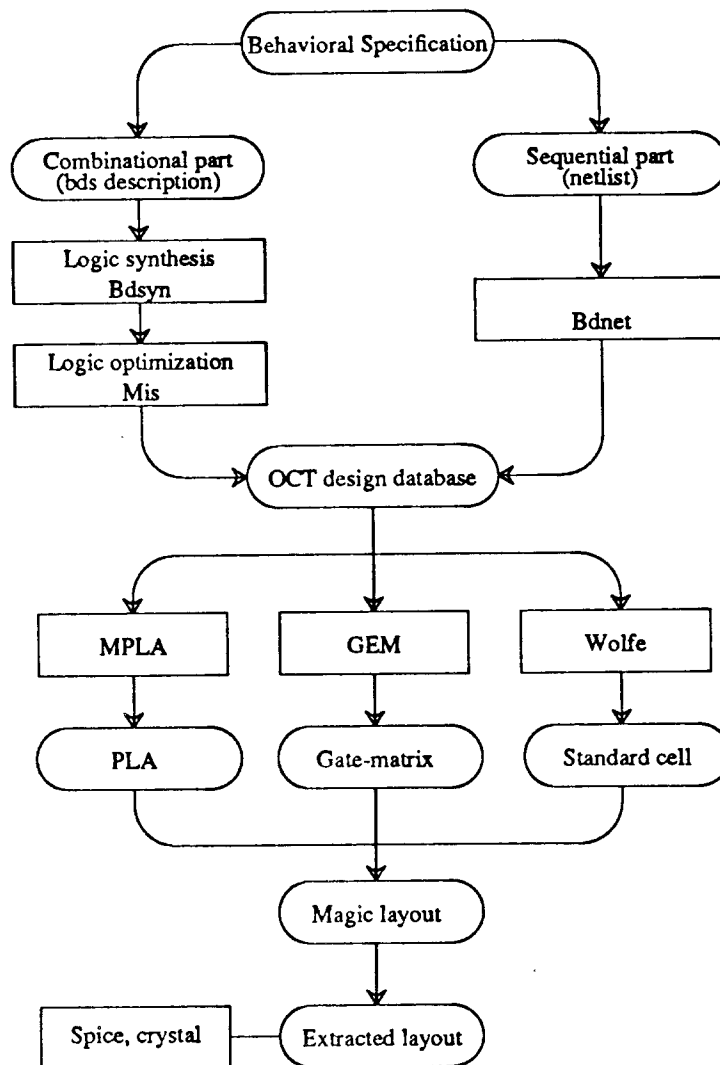 Behavioral Specification
Combinational part
(bds description)
Sequential part
(netlist)
Logic synthesis
Bdsyn
Bdnet
Logic optimization
Mis
OCT design database
MPLA
GEM
Wolfe
PLA
Gate-matrix
Standard cell
Magic layout
Spice, crystal
Extracted layout